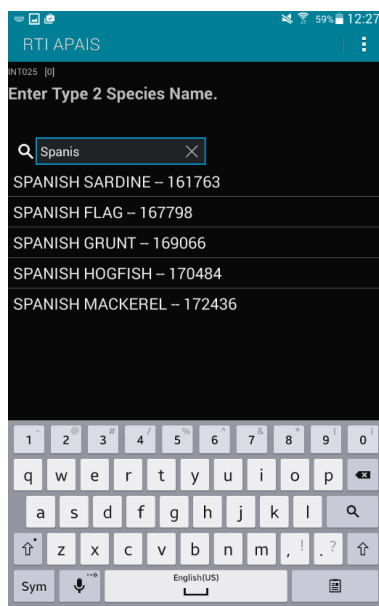 59% 12:27
RTI APAIS
INT025 [0]
Enter Type 2 Species Name.
Spanis
SPANISH SARDINE -- 161763
SPANISH FLAG -- 167798
SPANISH GRUNT -- 169066
SPANISH HOGFISH -- 170484
SPANISH MACKEREL -- 172436
- @ # / % ^ & * ( )
1 2 3 4 5 6 7 8 9 0
q w e r t y u i o p
a s d f g h j k l
z x c v b n m , ! . ?
Sym English(US)